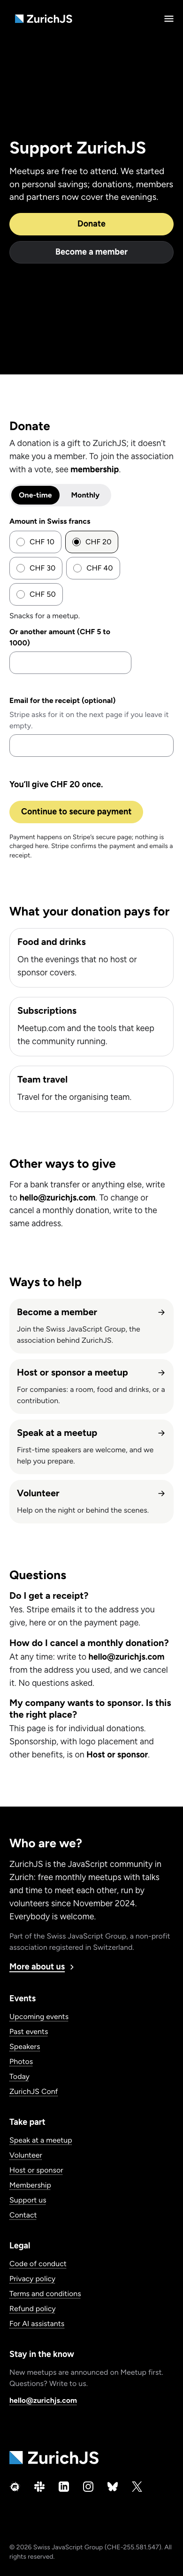 ZurichJS
Support ZurichJS
Meetups are free to attend. We started
on personal savings; donations, members
and partners now cover the evenings.
Donate
Become a member
Donate
A donation is a gift to ZurichJS; it doesn't
make you a member. To join the association
with a vote, see membership.
One-time Monthly
Amount in Swiss francs
CHF 10 CHF 20
CHF 30 CHF 40
CHF 50
Snacks for a meetup.
Or another amount (CHF 5 to
1000)
Email for the receipt (optional)
Stripe asks for it on the next page if you leave it
empty.
You'll give CHF 20 once.
Continue to secure payment
Payment happens on Stripe's secure page; nothing is
charged here. Stripe confirms the payment and emails a
receipt.
What your donation pays for
Food and drinks
On the evenings that no host or
sponsor covers.
Subscriptions
Meetup.com and the tools that keep
the community running.
Team travel
Travel for the organising team.
Other ways to give
For a bank transfer or anything else, write
to hello@zurichjs.com. To change or
cancel a monthly donation, write to the
same address.
Ways to help
Become a member
Join the Swiss JavaScript Group, the
association behind ZurichJS.
Host or sponsor a meetup
For companies: a room, food and drinks, or a
contribution.
Speak at a meetup
First-time speakers are welcome, and we
help you prepare.
Volunteer
Help on the night or behind the scenes.
Questions
Do I get a receipt?
Yes. Stripe emails it to the address you
give, here or on the payment page.
How do I cancel a monthly donation?
At any time: write to hello@zurichjs.com
from the address you used, and we cancel
it. No questions asked.
My company wants to sponsor. Is this
the right place?
This page is for individual donations.
Sponsorship, with logo placement and
other benefits, is on Host or sponsor.
Who are we?
ZurichJS is the JavaScript community in
Zurich: free monthly meetups with talks
and time to meet each other, run by
volunteers since November 2024.
Everybody is welcome.
Part of the Swiss JavaScript Group, a non-profit
association registered in Switzerland.
More about us
Events
Upcoming events
Past events
Speakers
Photos
Today
ZurichJS Conf
Take part
Speak at a meetup
Volunteer
Host or sponsor
Membership
Support us
Contact
Legal
Code of conduct
Privacy policy
Terms and conditions
Refund policy
For AI assistants
Stay in the know
New meetups are announced on Meetup first.
Questions? Write to us.
hello@zurichjs.com
ZurichJS
© 2026 Swiss JavaScript Group (CHE-255.581.547). All
rights reserved.